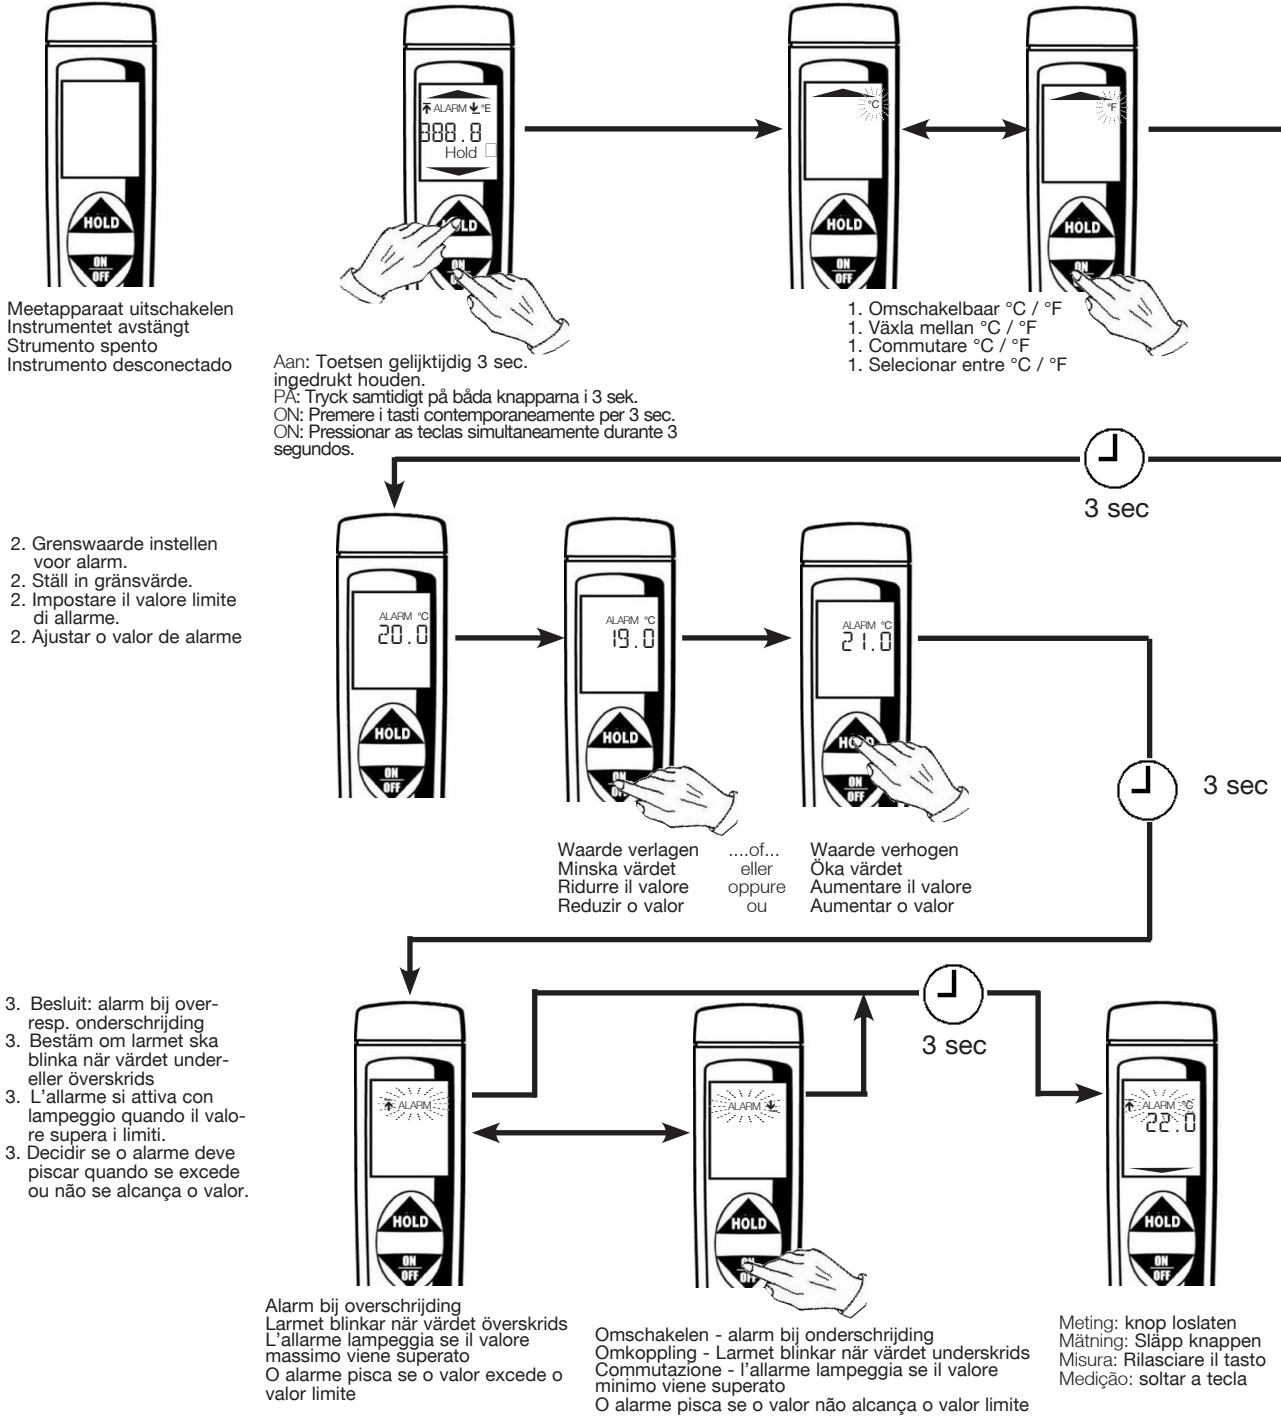 HOLD
ON
OFF
Meetapparaat uitschakelen
Instrumentet avstängt
Strumento spento
Instrumento desconectado
ALARM °E
888.8
Hold
HOLD
ON
Aan: Toetsen gelijktijdig 3 sec.
ingedrukt houden.
PÅ: Tryck samtidigt på båda knapparna i 3 sek.
ON: Premere i tasti contemporaneamente per 3 sec.
ON: Pressionar as teclas simultaneamente durante 3
segundos.
°C
HOLD
ON
OFF
°F
HOLD
ON
1. Omschakelbaar °C / °F
1. Växla mellan °C / °F
1. Commutare °C / °F
1. Selecionar entre °C / °F
3 sec
2. Grenswaarde instellen
voor alarm.
2. Ställ in gränsvärde.
2. Impostare il valore limite
di allarme.
2. Ajustar o valor de alarme
ALARM °C
20.0
HOLD
ON
OFF
ALARM °C
19.0
HOLD
ON
OFF
ALARM °C
21.0
HOLD
ON
OFF
3 sec
Waarde verlagen ....of... Waarde verhogen
Minska värdet eller Öka värdet
Ridurre il valore oppure Aumentare il valore
Reduzir o valor ou Aumentar o valor
3. Besluit: alarm bij over-
resp. onderschrijding
3. Bestäm om larmet ska
blinka när värdet under-
eller överskrids
3. L'allarme si attiva con
lampeggio quando il valo-
re supera i limiti.
3. Decidir se o alarme deve
piscar quando se excede
ou não se alcança o valor.
3 sec
ALARM
HOLD
ON
OFF
ALARM
HOLD
ON
OFF
ALARM °C
22.0
HOLD
ON
OFF
Alarm bij overschrijding
Larmet blinkar när värdet överskrids
L'allarme lampeggia se il valore
massimo viene superato
O alarme pisca se o valor excede o
valor limite
Omschakelen - alarm bij onderschrijding
Omkoppling - Larmet blinkar när värdet underskrids
Commutazione - l'allarme lampeggia se il valore
minimo viene superato
O alarme pisca se o valor não alcança o valor limite
Meting: knop loslaten
Mätning: Släpp knappen
Misura: Rilasciare il tasto
Medição: soltar a tecla